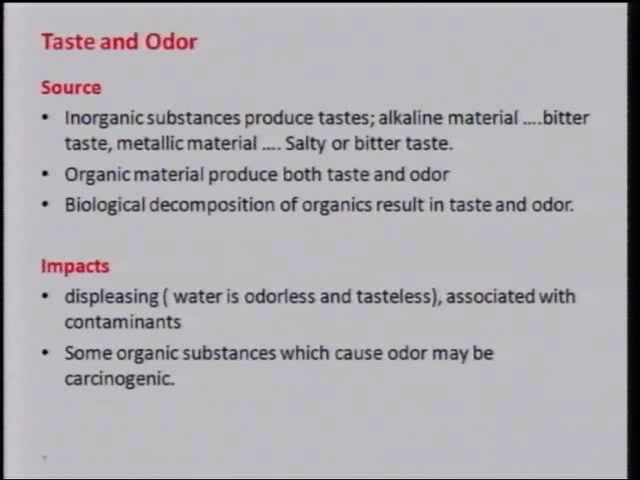 Taste and Odor
Source
• Inorganic substances produce tastes; alkaline material ....bitter
taste, metallic material .... Salty or bitter taste.
• Organic material produce both taste and odor
• Biological decomposition of organics result in taste and odor.
Impacts
• displeasing ( water is odorless and tasteless), associated with
contaminants
• Some organic substances which cause odor may be
carcinogenic.